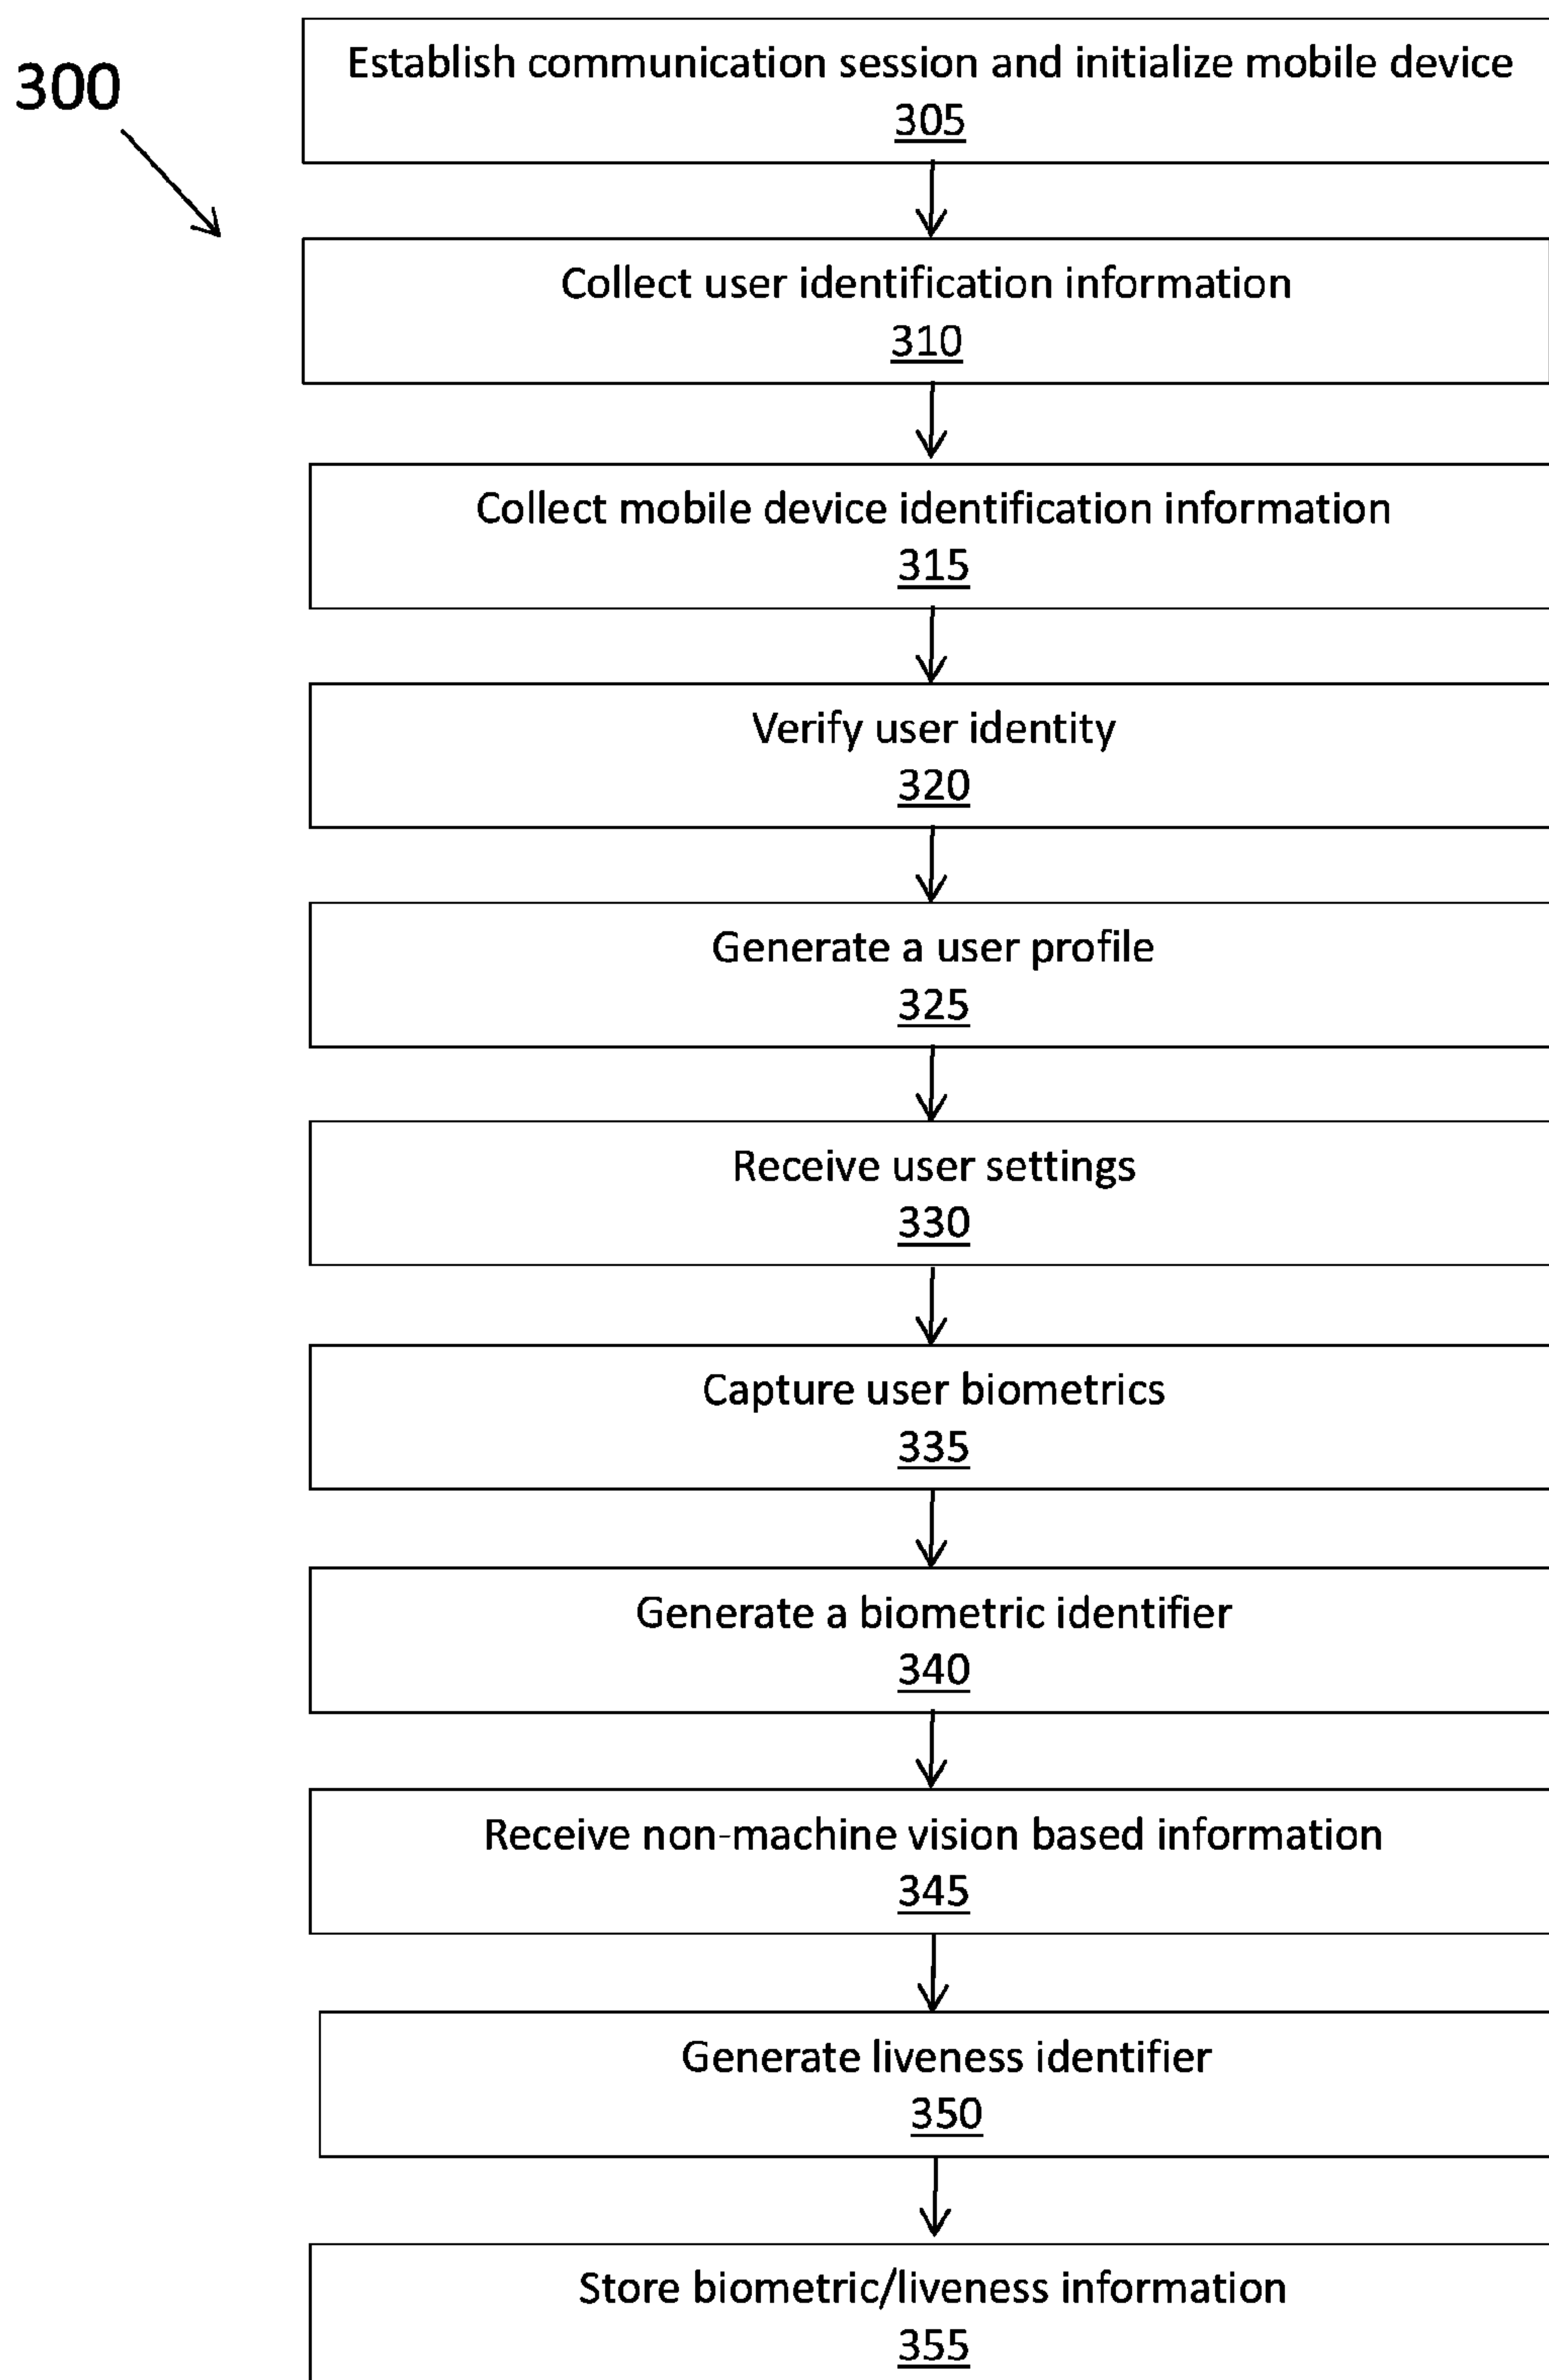 300
Establish communication session and initialize mobile device
305
Collect user identification information
310
Collect mobile device identification information
315
Verify user identity
320
Generate a user profile
325
Receive user settings
330
Capture user biometrics
335
Generate a biometric identifier
340
Receive non-machine vision based information
345
Generate liveness identifier
350
Store biometric/liveness information
355